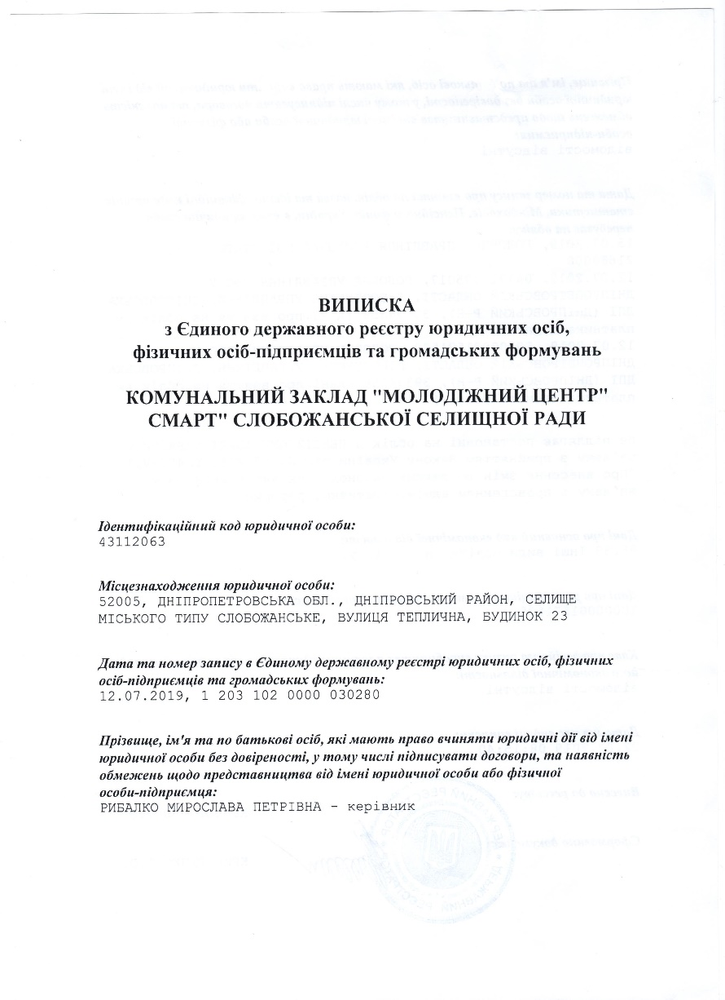 ВИПИСКА
з Єдиного державного реєстру юридичних осіб,
фізичних осіб-підприємців та громадських формувань
КОМУНАЛЬНИЙ ЗАКЛАД "МОЛОДІЖНИЙ ЦЕНТР"
СМАРТ" СЛОБОЖАНСЬКОЇ СЕЛИЩНОЇ РАДИ
Ідентифікаційний код юридичної особи:
43112063
Місцезнаходження юридичної особи:
52005, ДНІПРОПЕТРОВСЬКА ОБЛ., ДНІПРОВСЬКИЙ РАЙОН, СЕЛИЩЕ
МІСЬКОГО ТИПУ СЛОБОЖАНСЬКЕ, ВУЛИЦЯ ТЕПЛИЧНА, БУДИНОК 23
Дата та номер запису в Єдиному державному реєстрі юридичних осіб, фізичних
осіб-підприємців та громадських формувань:
12.07.2019, 1 203 102 0000 030280
Прізвище, ім'я та по батькові осіб, які мають право вчиняти юридичні дії від імені
юридичної особи без довіреності, у тому числі підписувати договори, та наявність
обмежень щодо представництва від імені юридичної особи або фізичної
особи-підприємця:
РИБАЛКО МИРОСЛАВА ПЕТРІВНА - керівник